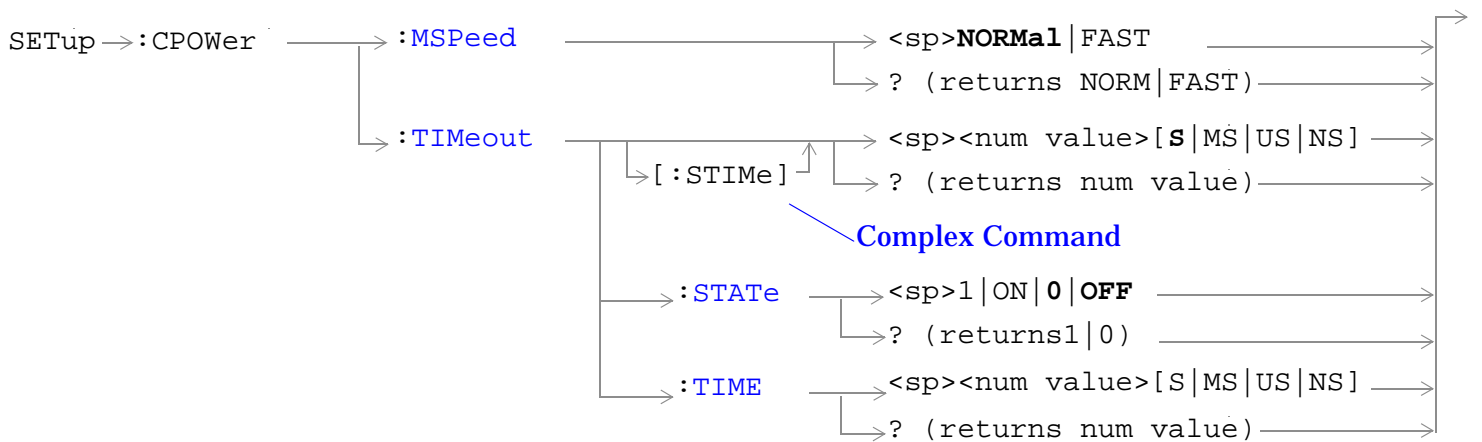 SETup :CPOWer :MSPeed <sp>NORMal|FAST
? (returns NORM|FAST)
:TIMeout <sp><num value>[S|MS|US|NS]
[:STIMe] ? (returns num value)
Complex Command
:STATe <sp>1|ON|0|OFF
? (returns1|0)
:TIME <sp><num value>[S|MS|US|NS]
? (returns num value)